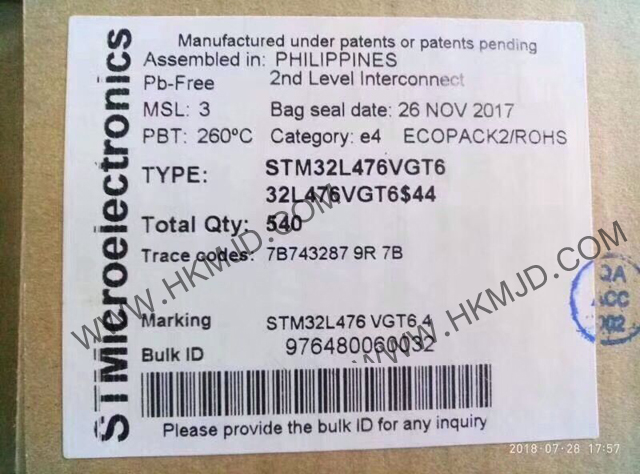 STMicroelectronics
Manufactured under patents or patents pending
Assembled in: PHILIPPINES
Pb-Free 2nd Level Interconnect
MSL: 3 Bag seal date: 26 NOV 2017
PBT: 260ºC Category: e4 ECOPACK2/ROHS
TYPE: STM32L476VGT6
32L476VGT6$44
Total Qty: 540
Trace codes: 7B743287 9R 7B
Marking STM32L476 VGT6 4
Bulk ID 976480060032
Please provide the bulk ID for any inquiry
WWW.HKMJD.COM
WWW.HKMJD.COM
QA
ACC
2018-07-28 17:57